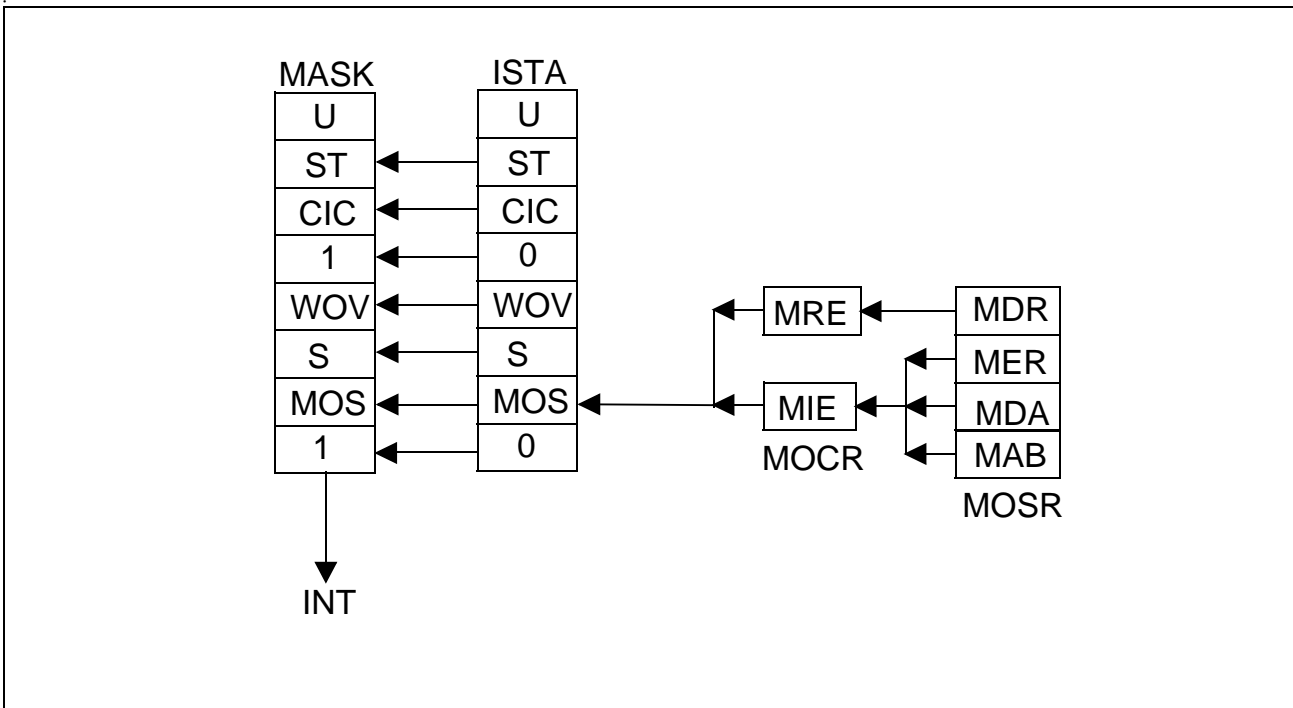 MASK
ISTA
U
U
ST
ST
CIC
CIC
1
0
WOV
WOV
MRE
MDR
S
S
MER
MOS
MOS
MIE
MDA
1
0
MOCR
MAB
MOSR
INT